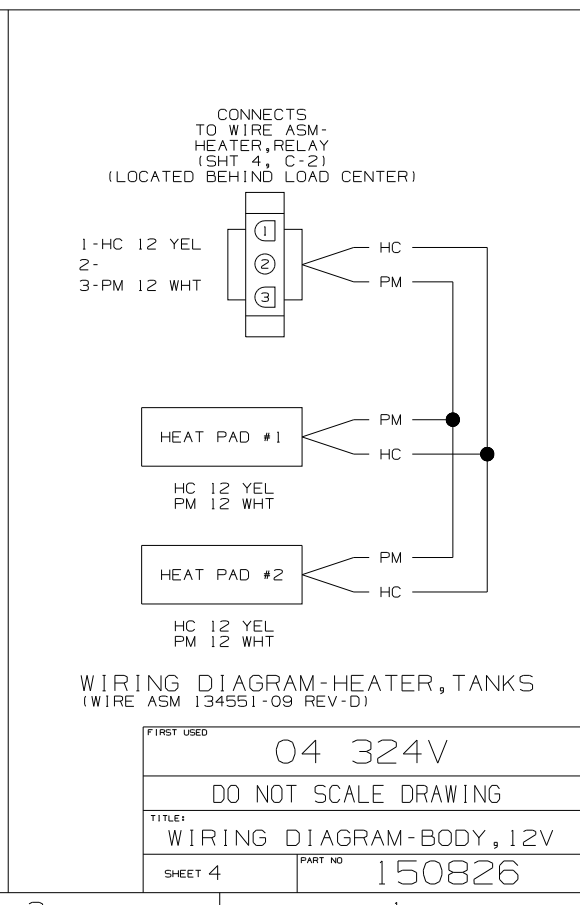 CONNECTS
TO WIRE ASM-
HEATER,RELAY
(SHT 4, C-2)
(LOCATED BEHIND LOAD CENTER)
1-HC 12 YEL
2-
3-PM 12 WHT
1
2
3
HC
PM
HEAT PAD #1
PM
HC
HC 12 YEL
PM 12 WHT
HEAT PAD #2
PM
HC
HC 12 YEL
PM 12 WHT
WIRING DIAGRAM-HEATER,TANKS
(WIRE ASM 134551-09 REV-D)
FIRST USED
04 324V
DO NOT SCALE DRAWING
TITLE:
WIRING DIAGRAM-BODY,12V
SHEET 4
PART NO
150826